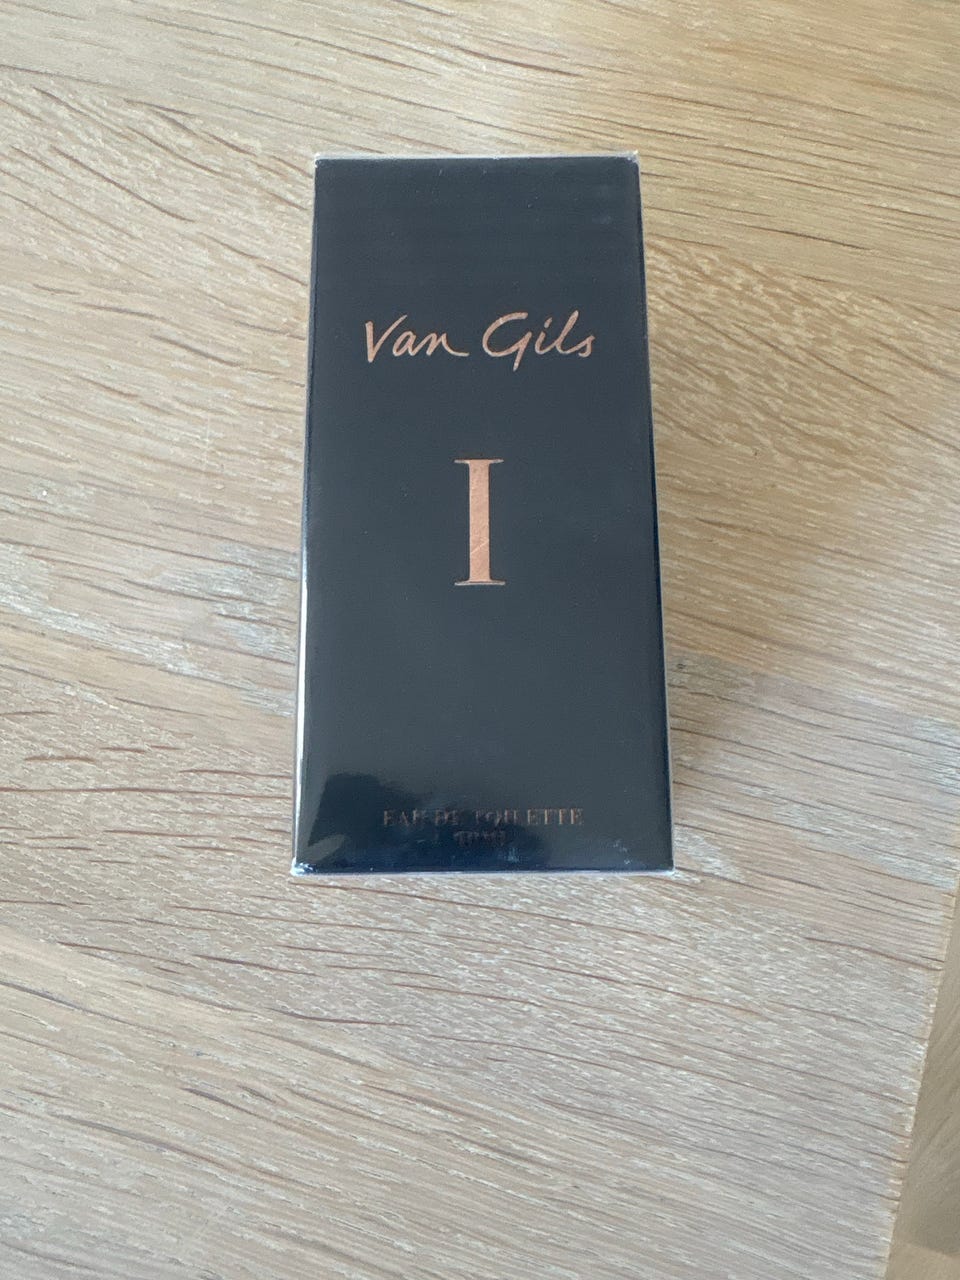 Van Gils
I
EAU DE TOILETTE